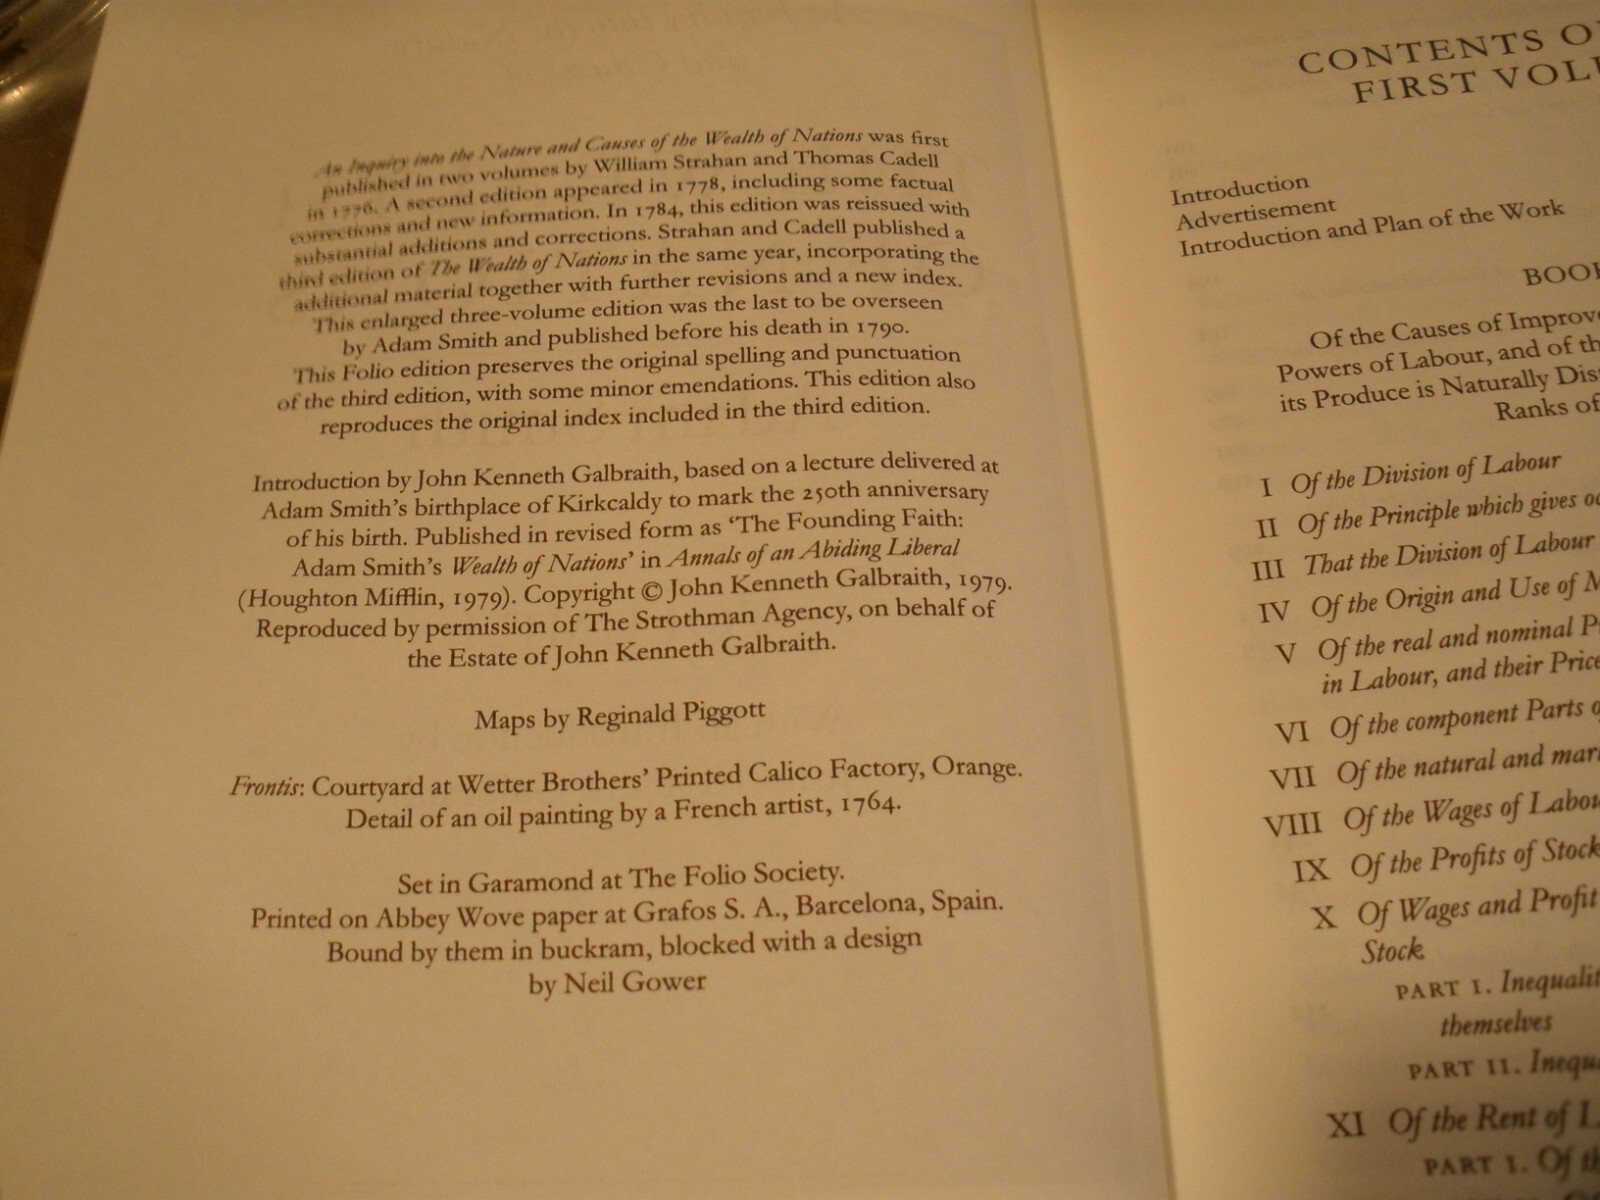 An Inquiry into the Nature and Causes of the Wealth of Nations was first
published in two volumes by William Strahan and Thomas Cadell
in 1776. A second edition appeared in 1778, including some factual
corrections and new information. In 1784, this edition was reissued with
substantial additions and corrections. Strahan and Cadell published a
third edition of The Wealth of Nations in the same year, incorporating the
additional material together with further revisions and a new index.
This enlarged three-volume edition was the last to be overseen
by Adam Smith and published before his death in 1790.
This Folio edition preserves the original spelling and punctuation
of the third edition, with some minor emendations. This edition also
reproduces the original index included in the third edition.
Introduction by John Kenneth Galbraith, based on a lecture delivered at
Adam Smith's birthplace of Kirkcaldy to mark the 250th anniversary
of his birth. Published in revised form as 'The Founding Faith:
Adam Smith's Wealth of Nations' in Annals of an Abiding Liberal
(Houghton Mifflin, 1979). Copyright © John Kenneth Galbraith, 1979.
Reproduced by permission of The Strothman Agency, on behalf of
the Estate of John Kenneth Galbraith.
Maps by Reginald Piggott
Frontis: Courtyard at Wetter Brothers' Printed Calico Factory, Orange.
Detail of an oil painting by a French artist, 1764.
Set in Garamond at The Folio Society.
Printed on Abbey Wove paper at Grafos S. A., Barcelona, Spain.
Bound by them in buckram, blocked with a design
by Neil Gower
CONTENTS O
FIRST VOL
Introduction
Advertisement
Introduction and Plan of the Work
BOOK
Of the Causes of Improv
Powers of Labour, and of th
its Produce is Naturally Dis
Ranks of
I Of the Division of Labour
II Of the Principle which gives oc
III That the Division of Labour
IV Of the Origin and Use of M
V Of the real and nominal P
in Labour, and their Price
VI Of the component Parts o
VII Of the natural and mar
VIII Of the Wages of Labou
IX Of the Profits of Stock
X Of Wages and Profit
Stock
PART I. Inequalit
themselves
PART II. Inequ
XI Of the Rent of L
PART I. Of th